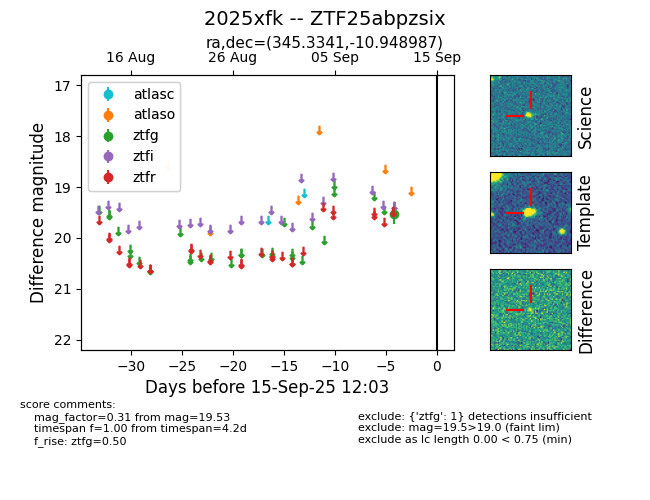 2025xfk -- ZTF25abpzsix
ra,dec=(345.3341,-10.948987)
16 Aug
26 Aug
05 Sep
15 Sep
atlasc
atlaso
ztfg
ztfi
ztfr
17
18
19
20
21
22
Difference magnitude
−30
−25
−20
−15
−10
−5
0
Days before 15-Sep-25 12:03
Science
Template
Difference
score comments:
mag_factor=0.31 from mag=19.53
timespan f=1.00 from timespan=4.2d
f_rise: ztfg=0.50
exclude: {'ztfg': 1} detections insufficient
exclude: mag=19.5>19.0 (faint lim)
exclude as lc length 0.00 < 0.75 (min)